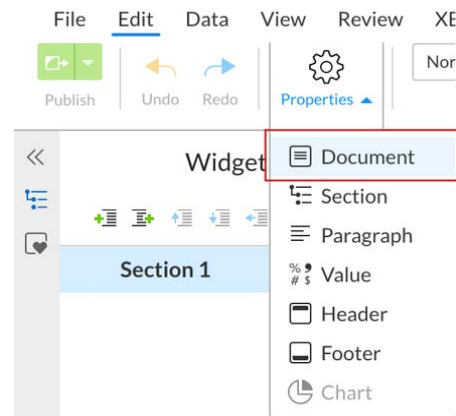 File Edit Data View Review XB
Publish Undo Redo Properties Nor
Widget
Document
Section
Paragraph
Value
Header
Footer
Chart
Section 1